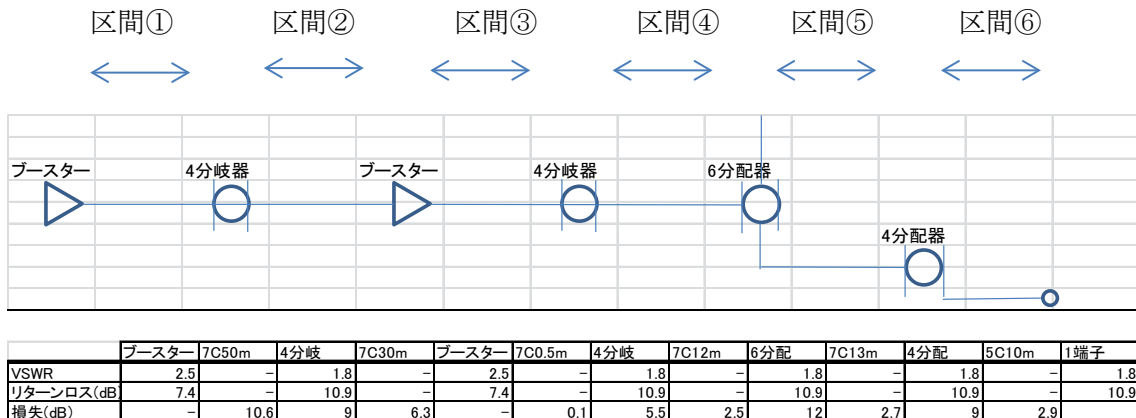 区間① 区間② 区間③ 区間④ 区間⑤ 区間⑥
ブースター 4分岐器 ブースター 4分岐器 6分配器
4分配器
ブースター 7C50m 4分岐 7C30m ブースター 7C0.5m 4分岐 7C12m 6分配 7C13m 4分配 5C10m 1端子
VSWR 2.5 – 1.8 – 2.5 – 1.8 – 1.8 – 1.8 – 1.8
リターンロス(dB) 7.4 – 10.9 – 7.4 – 10.9 – 10.9 – 10.9 – 10.9
損失(dB) – 10.6 9 6.3 – 0.1 5.5 2.5 12 2.7 9 2.9